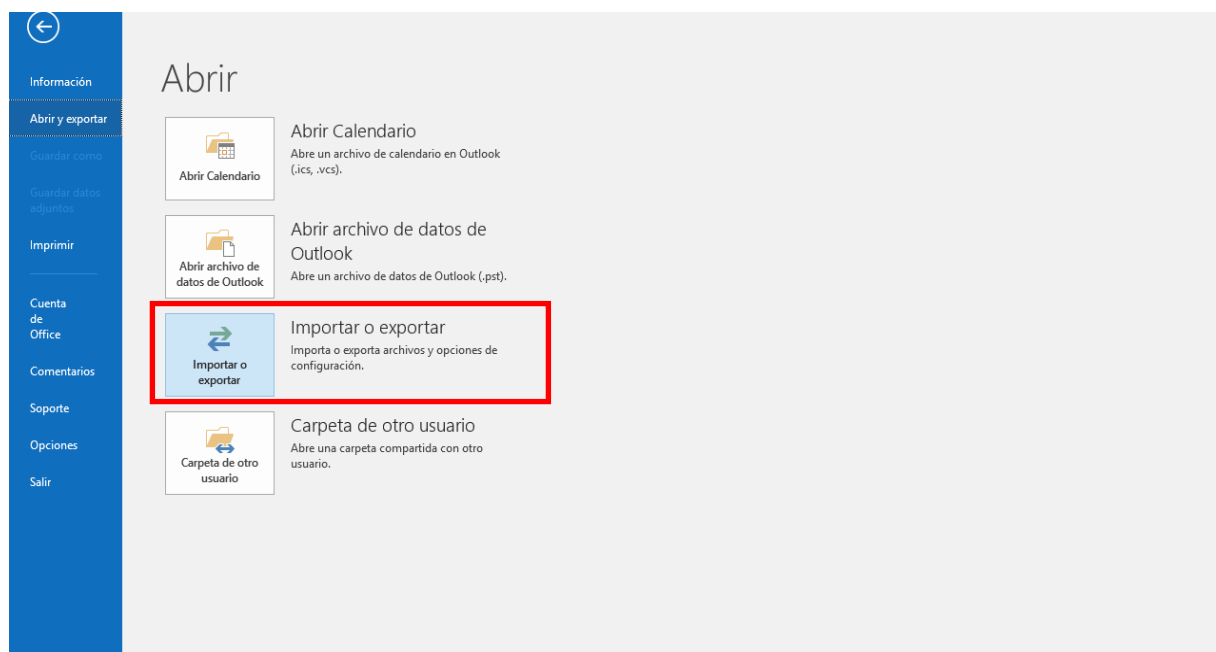 Información
Abrir y exportar
Guardar como
Guardar datos
adjuntos
Imprimir
Cuenta
de
Office
Comentarios
Soporte
Opciones
Salir
Abrir
Abrir Calendario
Abrir Calendario
Abre un archivo de calendario en Outlook
(.ics, .vcs).
Abrir archivo de
datos de Outlook
Abrir archivo de datos de
Outlook
Abre un archivo de datos de Outlook (.pst).
Importar o
exportar
Importar o exportar
Importa o exporta archivos y opciones de
configuración.
Carpeta de otro
usuario
Carpeta de otro usuario
Abre una carpeta compartida con otro
usuario.